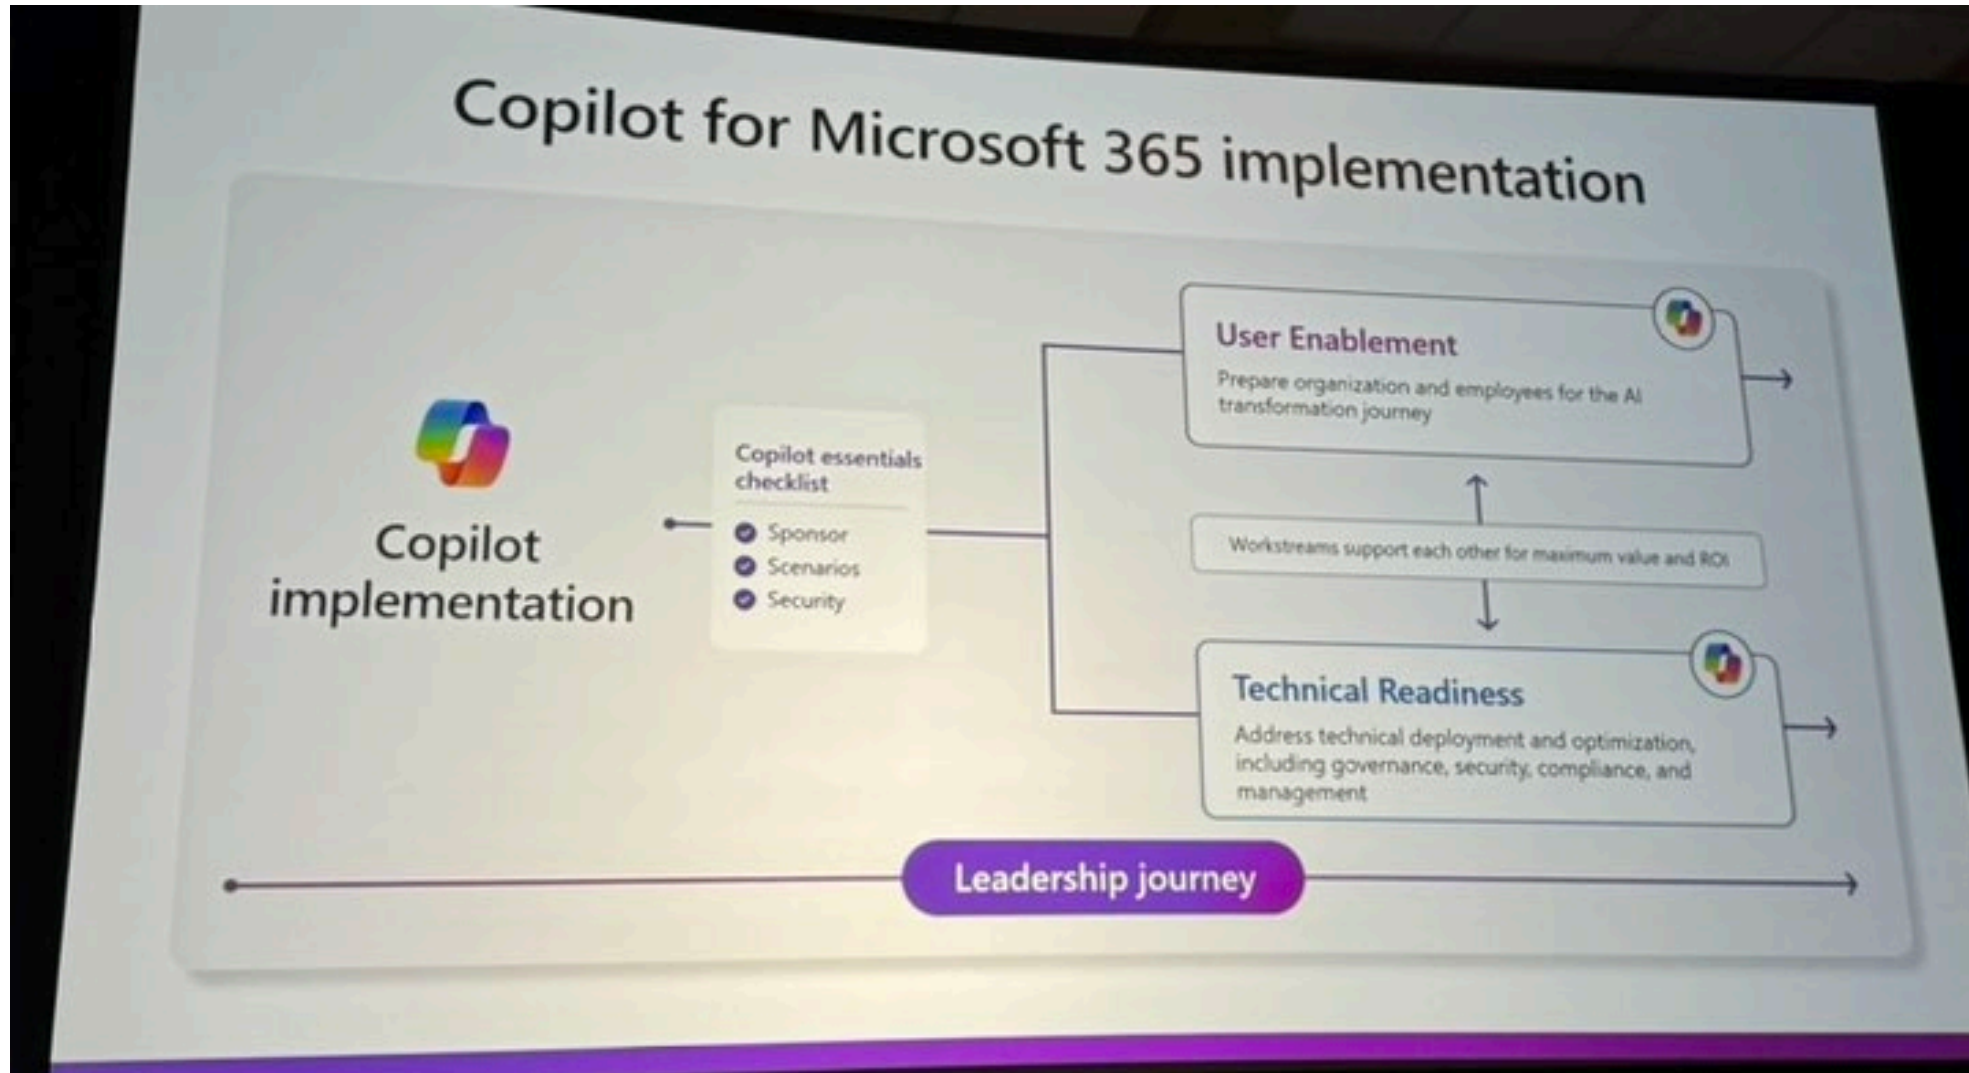 Copilot for Microsoft 365 implementation
Copilot
implementation
Copilot essentials
checklist
Sponsor
Scenarios
Security
User Enablement
Prepare organization and employees for the AI
transformation journey
Workstreams support each other for maximum value and ROI
Technical Readiness
Address technical deployment and optimization,
including governance, security, compliance, and
management
Leadership journey